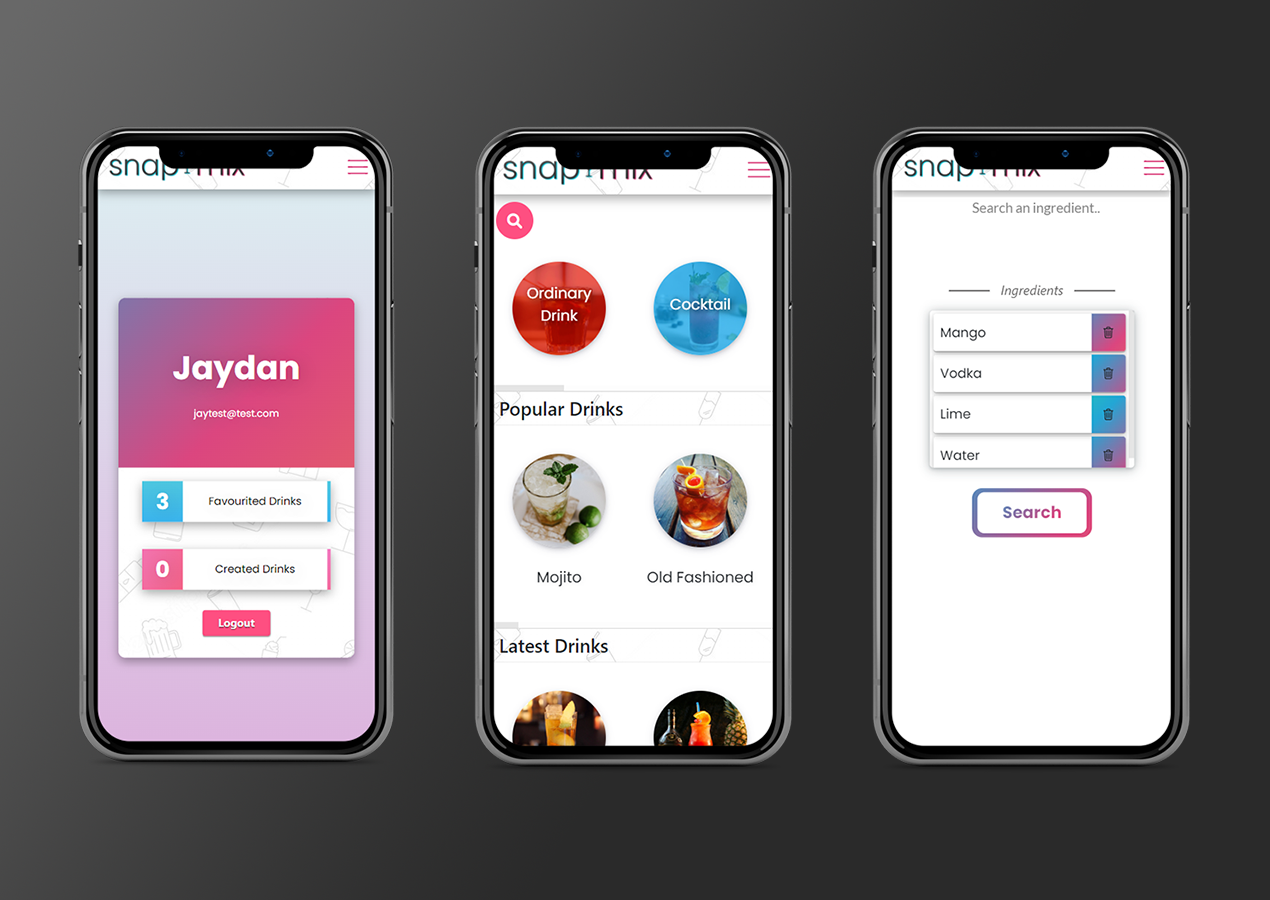 snap mix
Jaydan
jaytest@test.com
3 Favourited Drinks
0 Created Drinks
Logout
snap mix
Ordinary
Drink
Cocktail
Popular Drinks
Mojito
Old Fashioned
Latest Drinks
snap mix
Search an ingredient..
Ingredients
Mango
Vodka
Lime
Water
Search